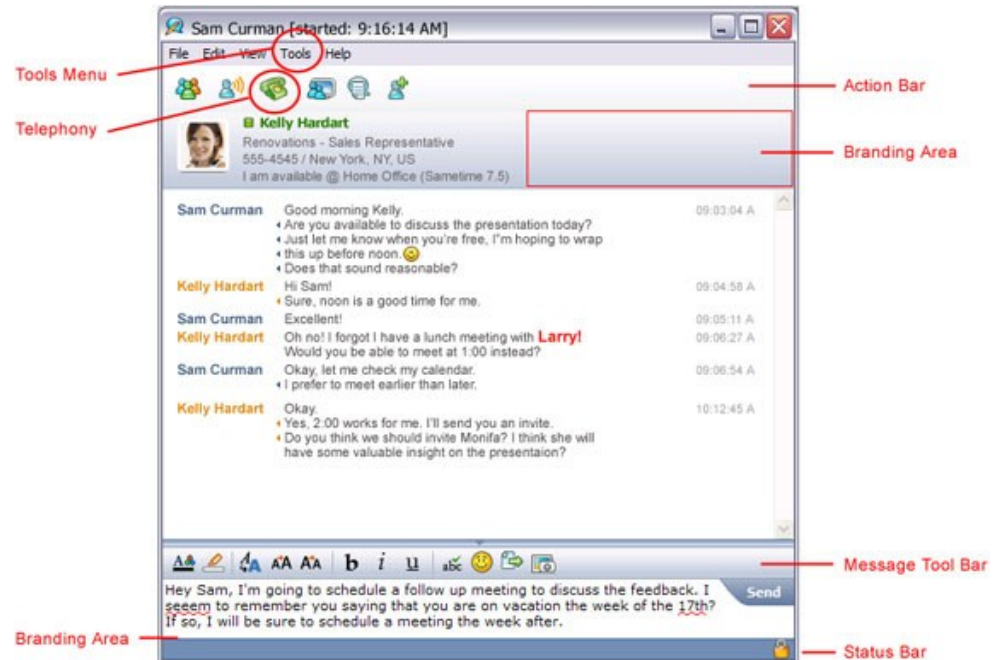 Sam Curman [started: 9:16:14 AM]
File Edit View Tools Help
Tools Menu
Action Bar
Telephony
Kelly Hardart
Renovations - Sales Representative
555-4545 / New York, NY, US
I am available @ Home Office (Sametime 7.5)
Branding Area
Sam Curman Good morning Kelly. 09:03:04 A
Are you available to discuss the presentation today?
Just let me know when you're free, I"m hoping to wrap
this up before noon.
Does that sound reasonable?
Kelly Hardart Hi Sam! 09:04:58 A
Sure, noon is a good time for me.
Sam Curman Excellent! 09:05:11 A
Kelly Hardart Oh no! I forgot I have a lunch meeting with Larry! 09:06:27 A
Would you be able to meet at 1:00 instead?
Sam Curman Okay, let me check my calendar. 09:06:54 A
I prefer to meet earlier than later.
Kelly Hardart Okay. 10:12:45 A
Yes, 2:00 works for me. I'll send you an invite.
Do you think we should invite Monifa? I think she will
have some valuable insight on the presentaion?
A A A A A b i u abc
Message Tool Bar
Hey Sam, I'm going to schedule a follow up meeting to discuss the feedback. I
seeem to remember you saying that you are on vacation the week of the 17th?
If so, I will be sure to schedule a meeting the week after.
Send
Branding Area
Status Bar